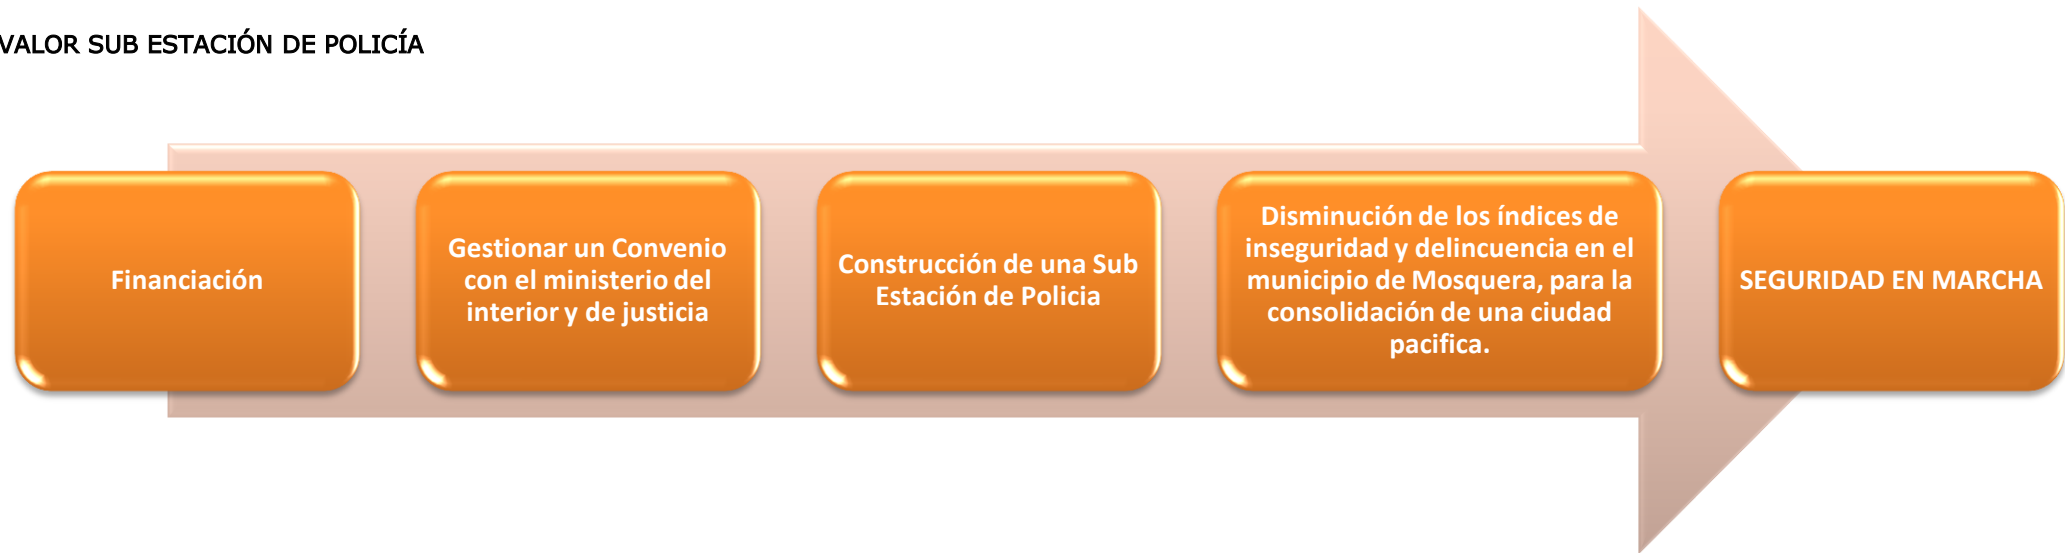 VALOR SUB ESTACIÓN DE POLICÍA
Financiación
Gestionar un Convenio
con el ministerio del
interior y de justicia
Construcción de una Sub
Estación de Policia
Disminución de los índices de
inseguridad y delincuencia en el
municipio de Mosquera, para la
consolidación de una ciudad
pacifica.
SEGURIDAD EN MARCHA